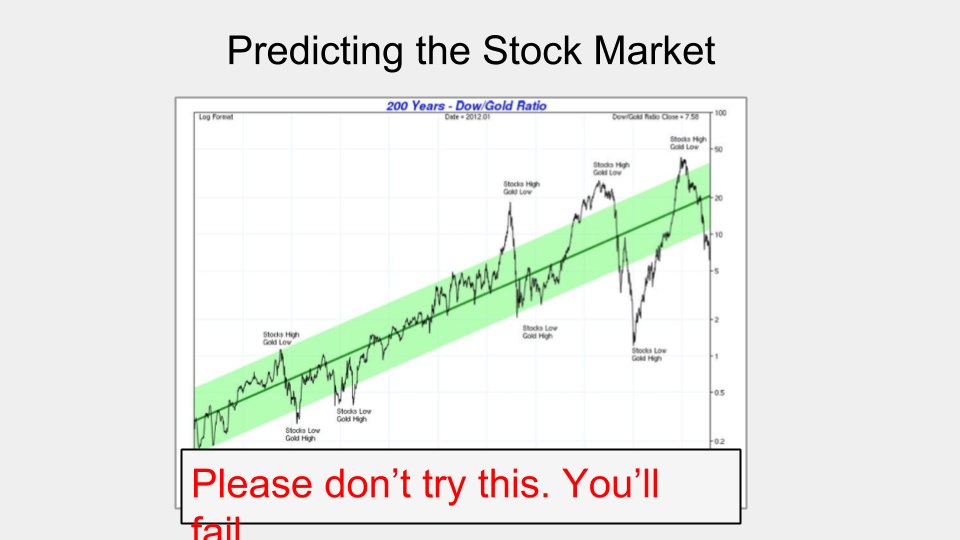 Predicting the Stock Market
200 Years - Dow/Gold Ratio
Log Format
Date = 2012.01
Dow/Gold Ratio Close = 7.58
100
Stocks High
Gold Low
50
Stocks High
Gold Low
Stocks High
Gold Low
20
10
5
2
Stocks Low
Gold High
Stocks High
Gold Low
Stocks Low
Gold High
1
0.5
Stocks Low
Gold High
Stocks Low
Gold High
0.2
Please don’t try this. You’ll
fail